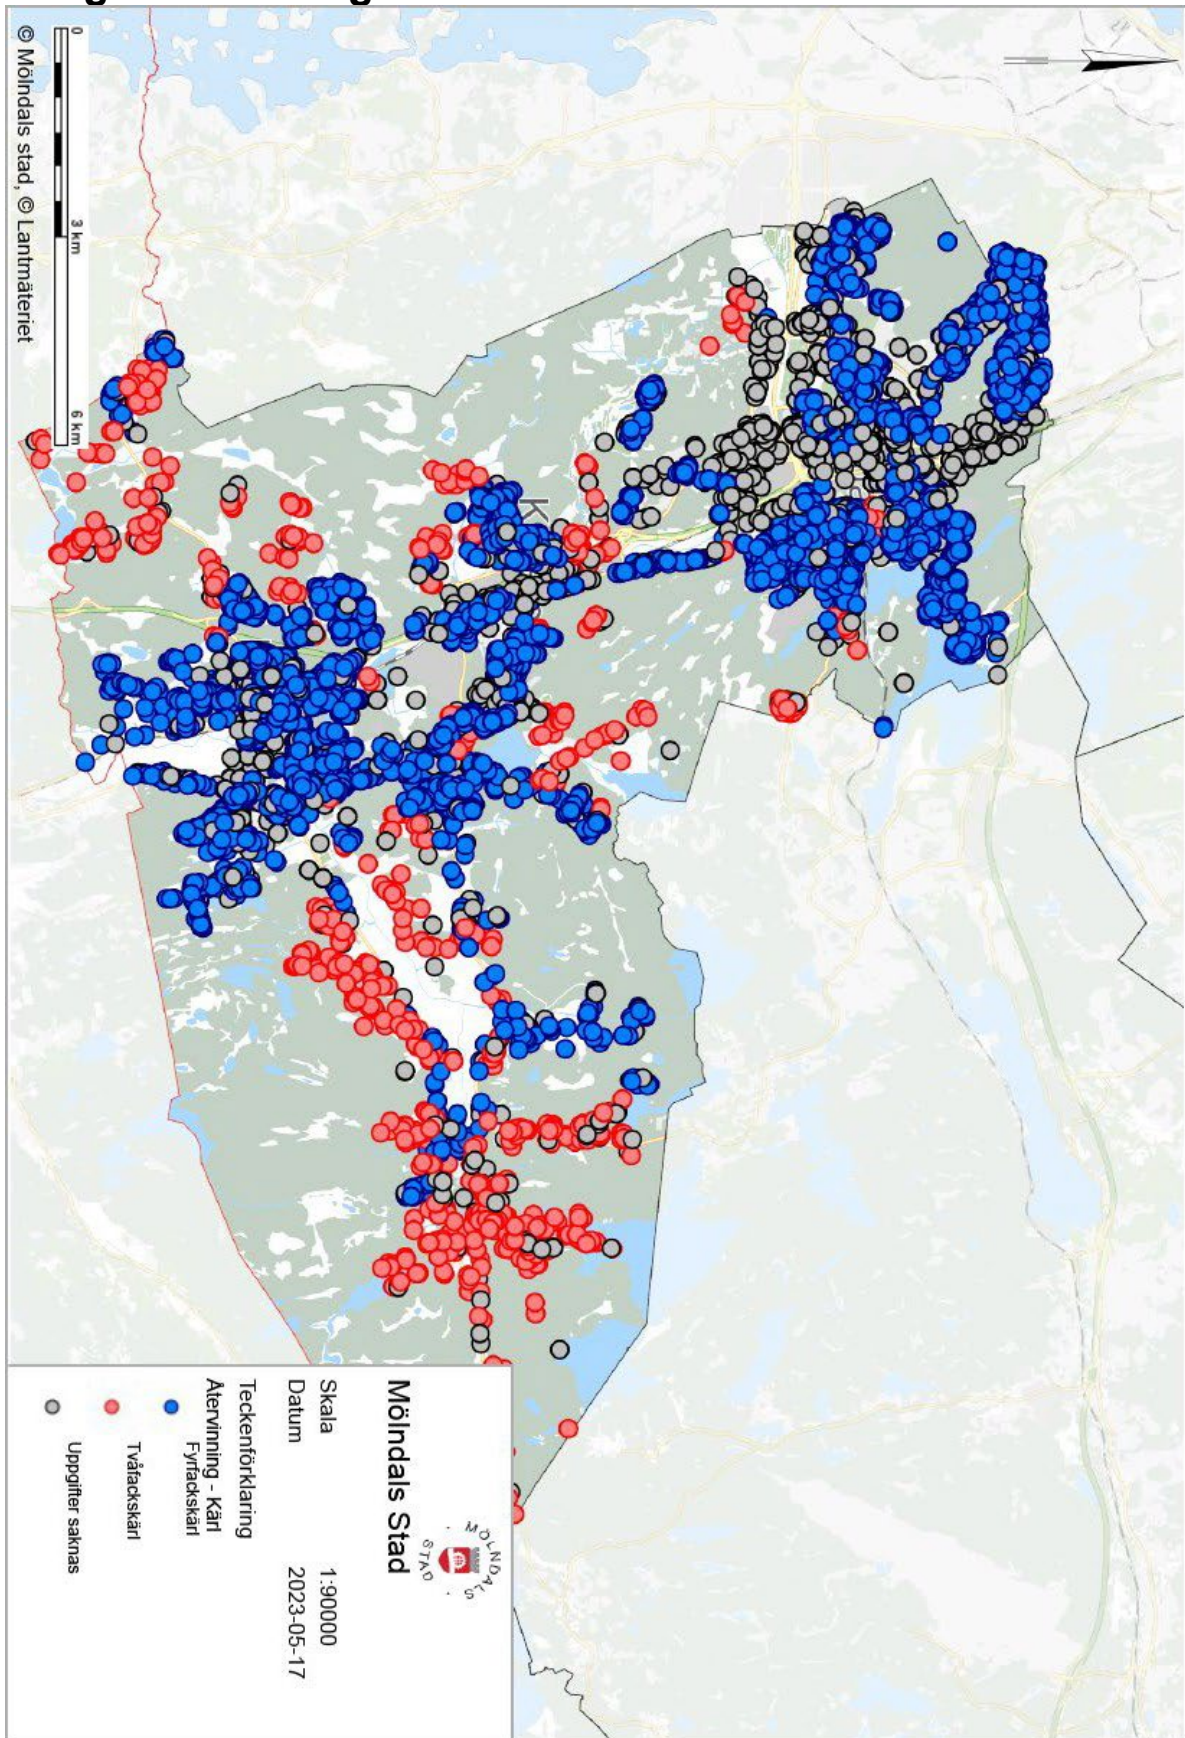 Mölndals Stad
MÖLNDALS
STAD
Skala 1:90000
Datum 2023-05-17
Teckenförklaring
Återvinning - Kärl
Fyrfackskärl
Tvåfackskärl
Uppgifter saknas
K
0 3 km 6 km
© Mölndals stad, © Lantmäteriet